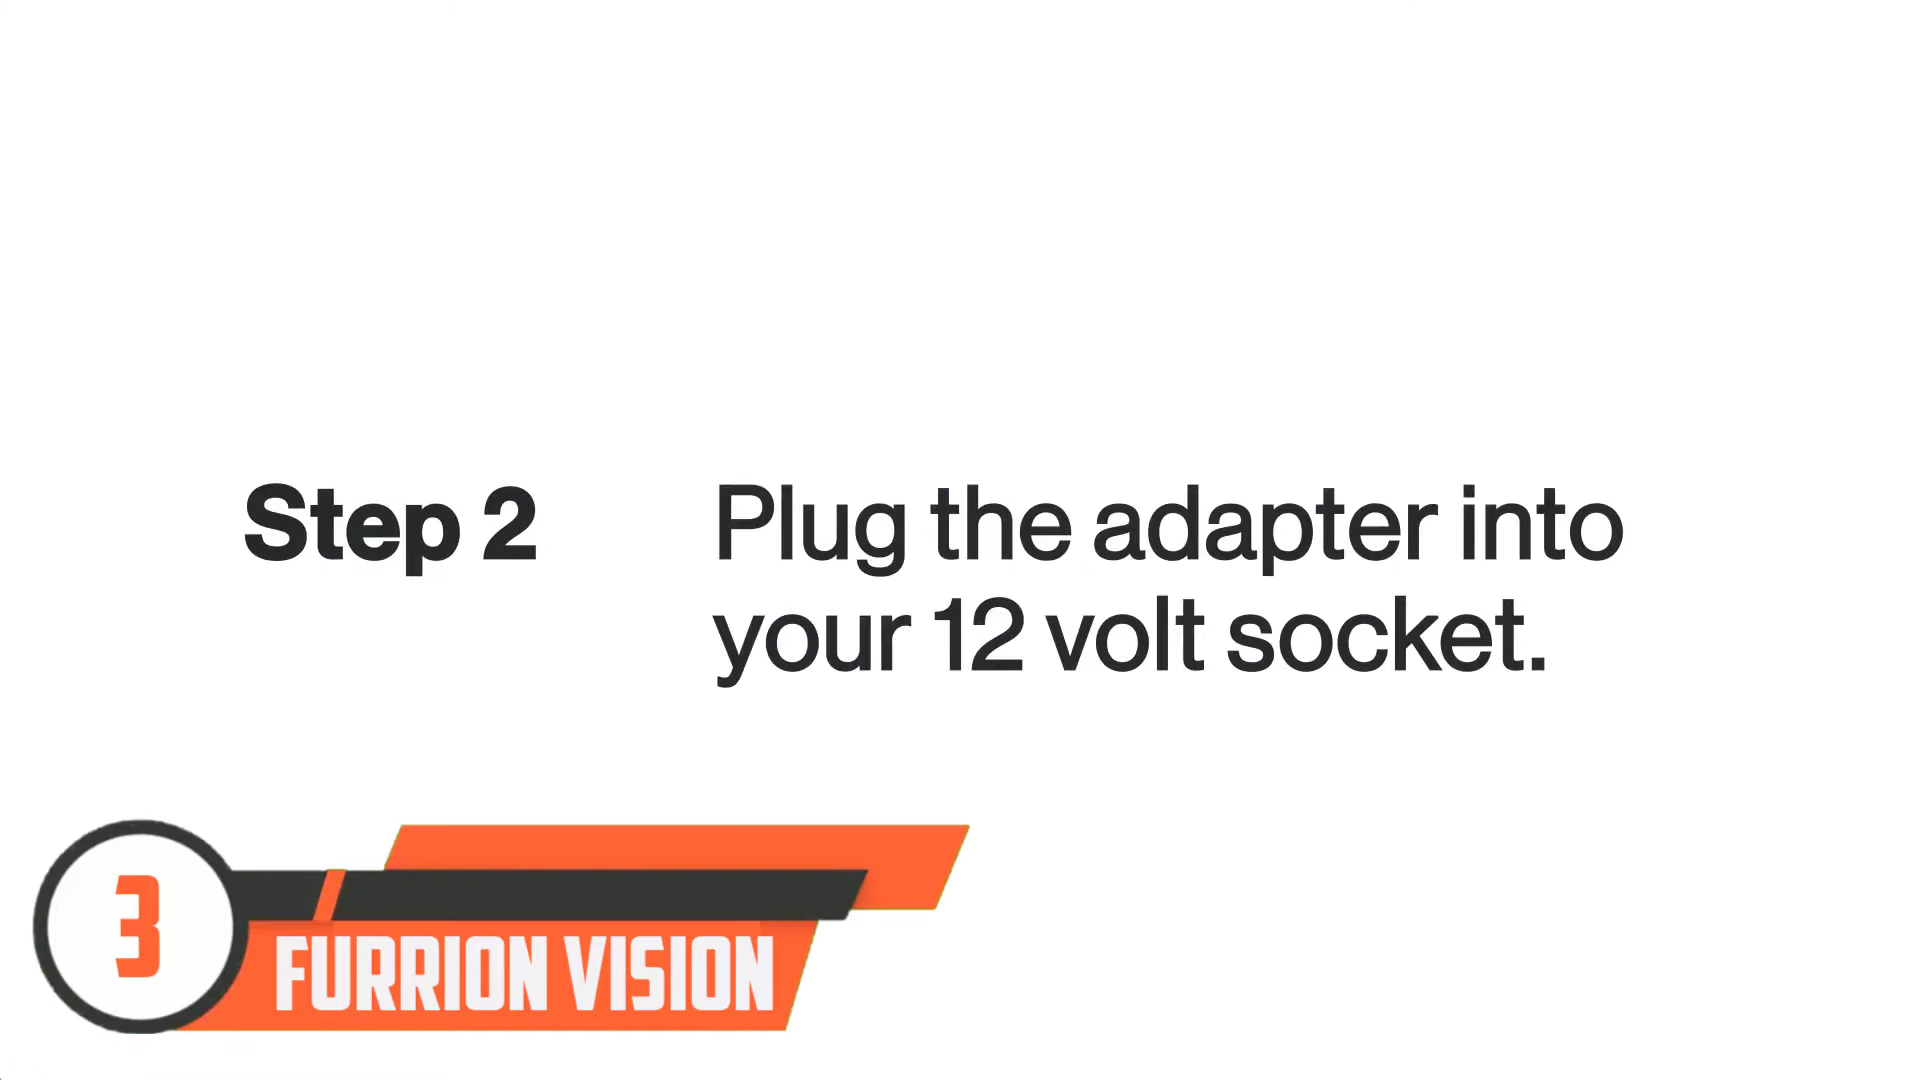 Step 2
Plug the adapter into
your 12 volt socket.
3
FURRION VISION